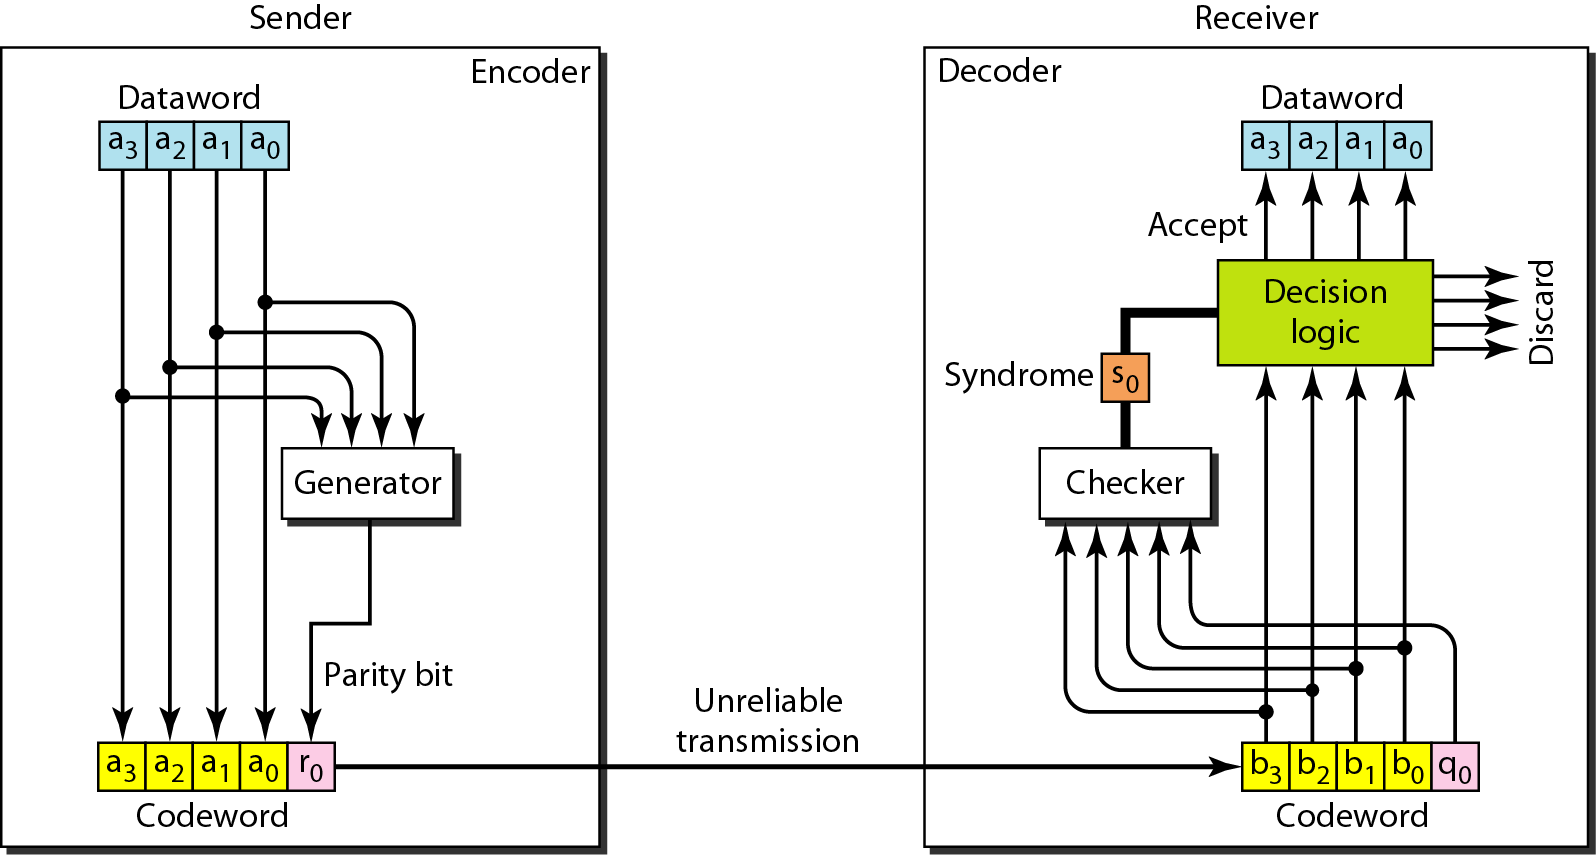 Sender
Encoder
Dataword
a3 a2 a1 a0
Generator
Parity bit
a3 a2 a1 a0 r0
Codeword
Unreliable
transmission
Receiver
Decoder
Dataword
a3 a2 a1 a0
Accept
Decision
logic
Discard
Syndrome s0
Checker
b3 b2 b1 b0 q0
Codeword